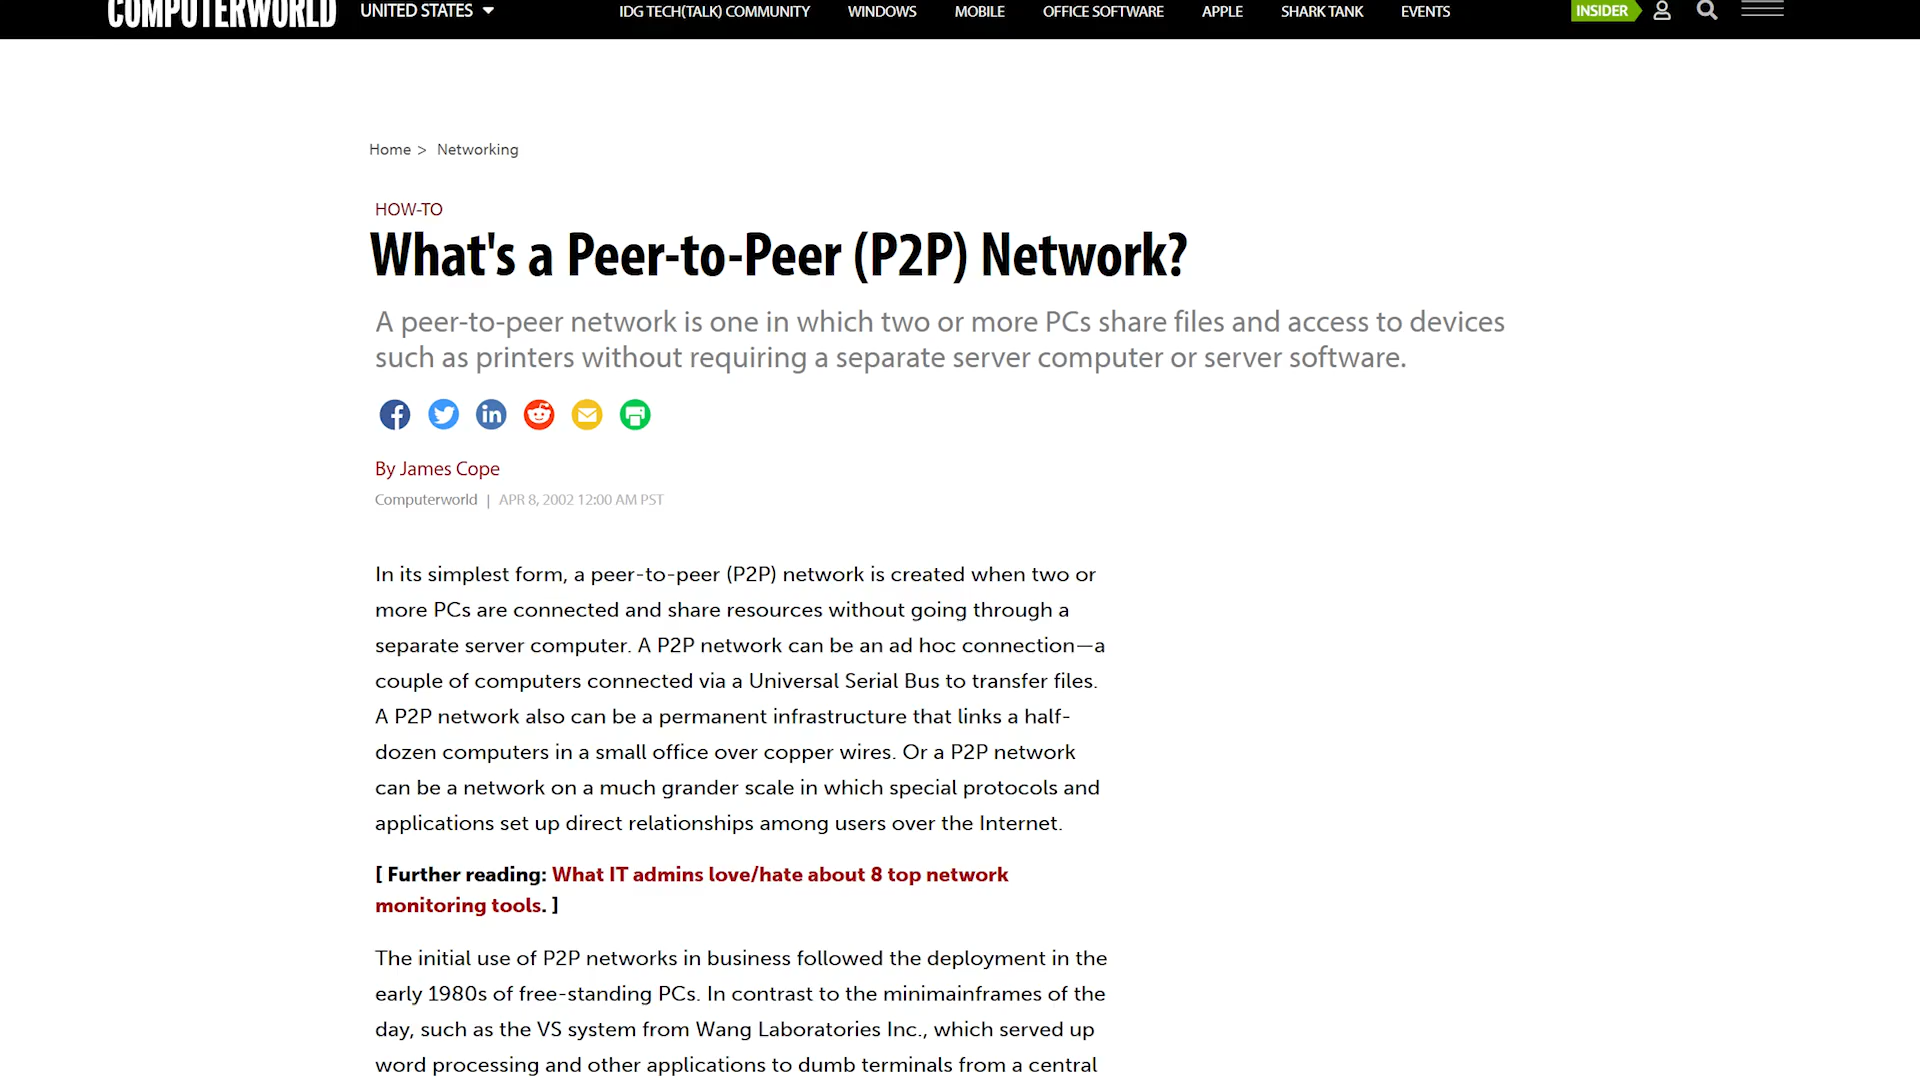 COMPUTERWORLD
UNITED STATES
IDG TECH(TALK) COMMUNITY
WINDOWS
MOBILE
OFFICE SOFTWARE
APPLE
SHARK TANK
EVENTS
INSIDER
Home > Networking
HOW-TO
What's a Peer-to-Peer (P2P) Network?
A peer-to-peer network is one in which two or more PCs share files and access to devices
such as printers without requiring a separate server computer or server software.
By James Cope
Computerworld | APR 8, 2002 12:00 AM PST
In its simplest form, a peer-to-peer (P2P) network is created when two or
more PCs are connected and share resources without going through a
separate server computer. A P2P network can be an ad hoc connection—a
couple of computers connected via a Universal Serial Bus to transfer files.
A P2P network also can be a permanent infrastructure that links a half-
dozen computers in a small office over copper wires. Or a P2P network
can be a network on a much grander scale in which special protocols and
applications set up direct relationships among users over the Internet.
[ Further reading: What IT admins love/hate about 8 top network
monitoring tools. ]
The initial use of P2P networks in business followed the deployment in the
early 1980s of free-standing PCs. In contrast to the minimainframes of the
day, such as the VS system from Wang Laboratories Inc., which served up
word processing and other applications to dumb terminals from a central